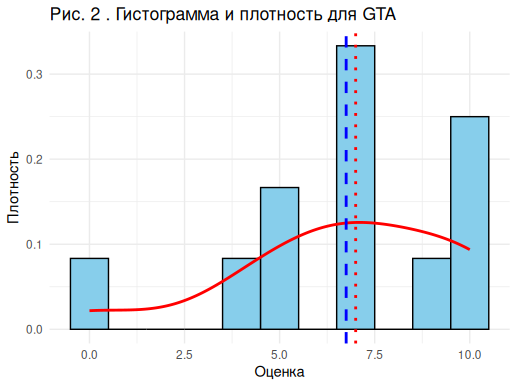 Рис. 2 . Гистограмма и плотность для GTA
Плотность
0.3
0.2
0.1
0.0
0.0 2.5 5.0 7.5 10.0
Оценка